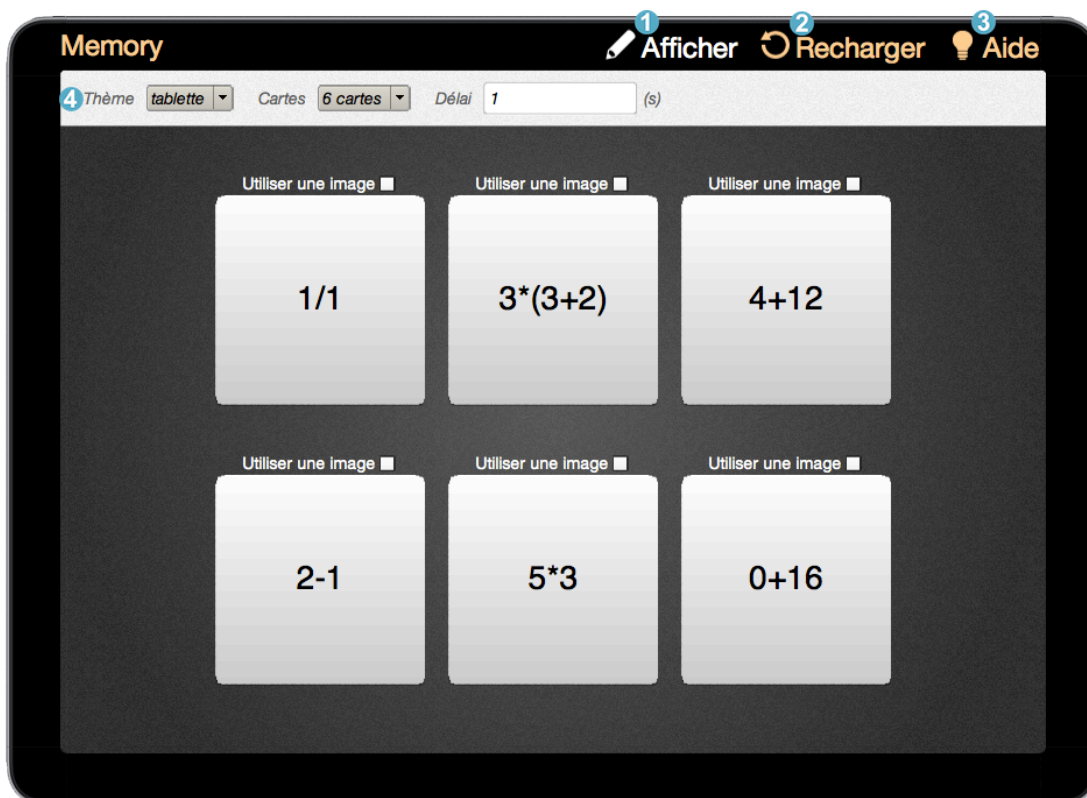 Memory 1 Afficher 2 Recharger 3 Aide
4 Thème tablette Cartes 6 cartes Délai 1 (s)
Utiliser une image Utiliser une image Utiliser une image
1/1 3*(3+2) 4+12
Utiliser une image Utiliser une image Utiliser une image
2-1 5*3 0+16